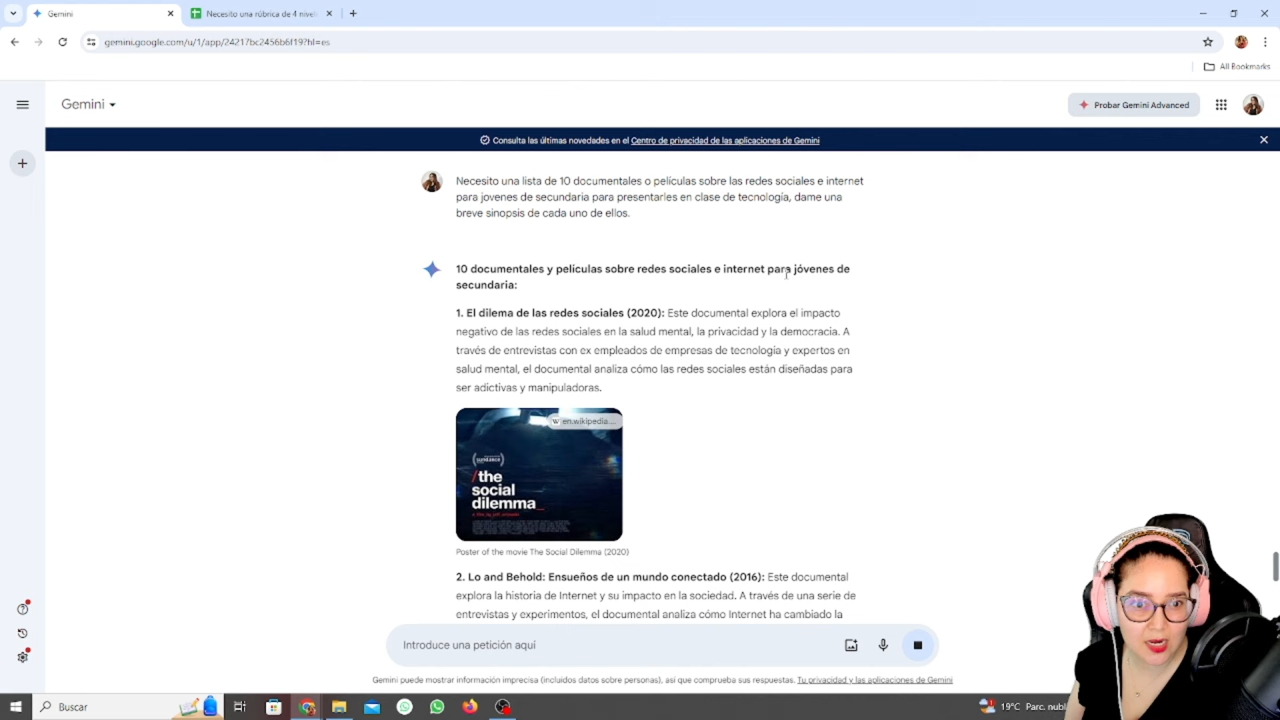 Gemini
Necesito una rúbrica de 4 nivel
gemini.google.com/u/1/app/24217bc2456b6f19?hl=es
All Bookmarks
Gemini
Probar Gemini Advanced
Consulta las últimas novedades en el Centro de privacidad de las aplicaciones de Gemini
Necesito una lista de 10 documentales o películas sobre las redes sociales e internet
para jovenes de secundaria para presentarles en clase de tecnología, dame una
breve sinopsis de cada uno de ellos.
10 documentales y películas sobre redes sociales e internet para jóvenes de
secundaria:
1. El dilema de las redes sociales (2020): Este documental explora el impacto
negativo de las redes sociales en la salud mental, la privacidad y la democracia. A
través de entrevistas con ex empleados de empresas de tecnología y expertos en
salud mental, el documental analiza cómo las redes sociales están diseñadas para
ser adictivas y manipuladoras.
W en.wikipedia....
sundance
/the
social
dilemma_
Poster of the movie The Social Dilemma (2020)
2. Lo and Behold: Ensueños de un mundo conectado (2016): Este documental
explora la historia de Internet y su impacto en la sociedad. A través de una serie de
entrevistas y experimentos, el documental analiza cómo Internet ha cambiado la
Introduce una petición aquí
Gemini puede mostrar información imprecisa (incluidos datos sobre personas), así que comprueba sus respuestas. Tu privacidad y las aplicaciones de Gemini
Buscar
19°C Parc. nubl